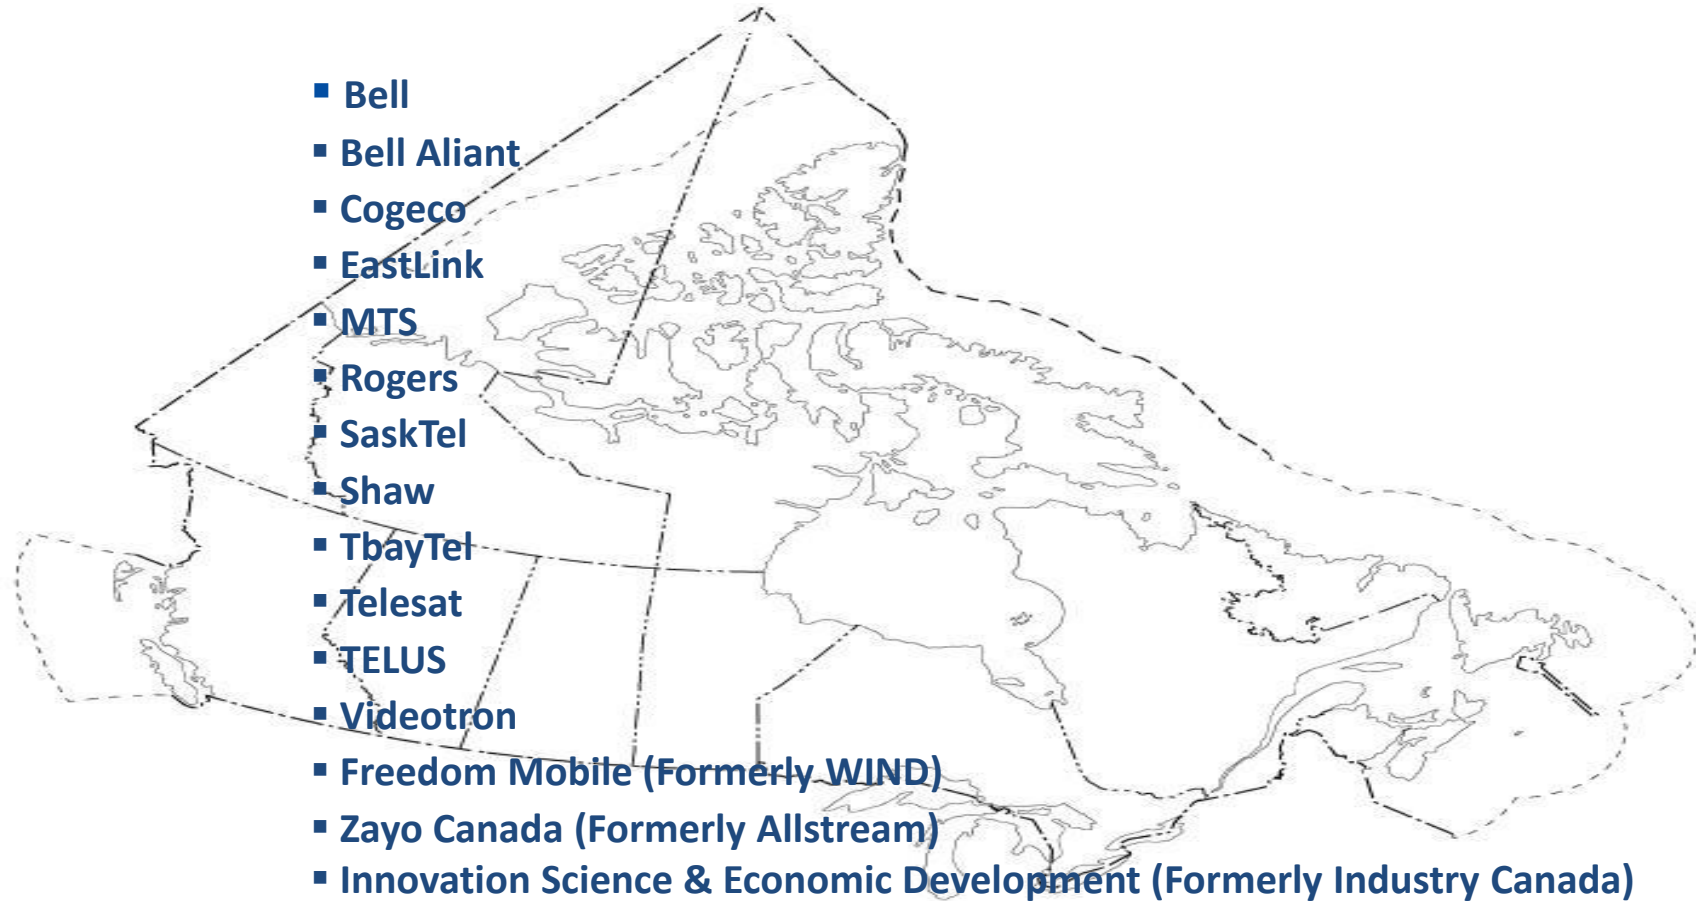 ▪ Bell
▪ Bell Aliant
▪ Cogeco
▪ EastLink
▪ MTS
▪ Rogers
▪ SaskTel
▪ Shaw
▪ TbayTel
▪ Telesat
▪ TELUS
▪ Videotron
▪ Freedom Mobile (Formerly WIND)
▪ Zayo Canada (Formerly Allstream)
▪ Innovation Science & Economic Development (Formerly Industry Canada)